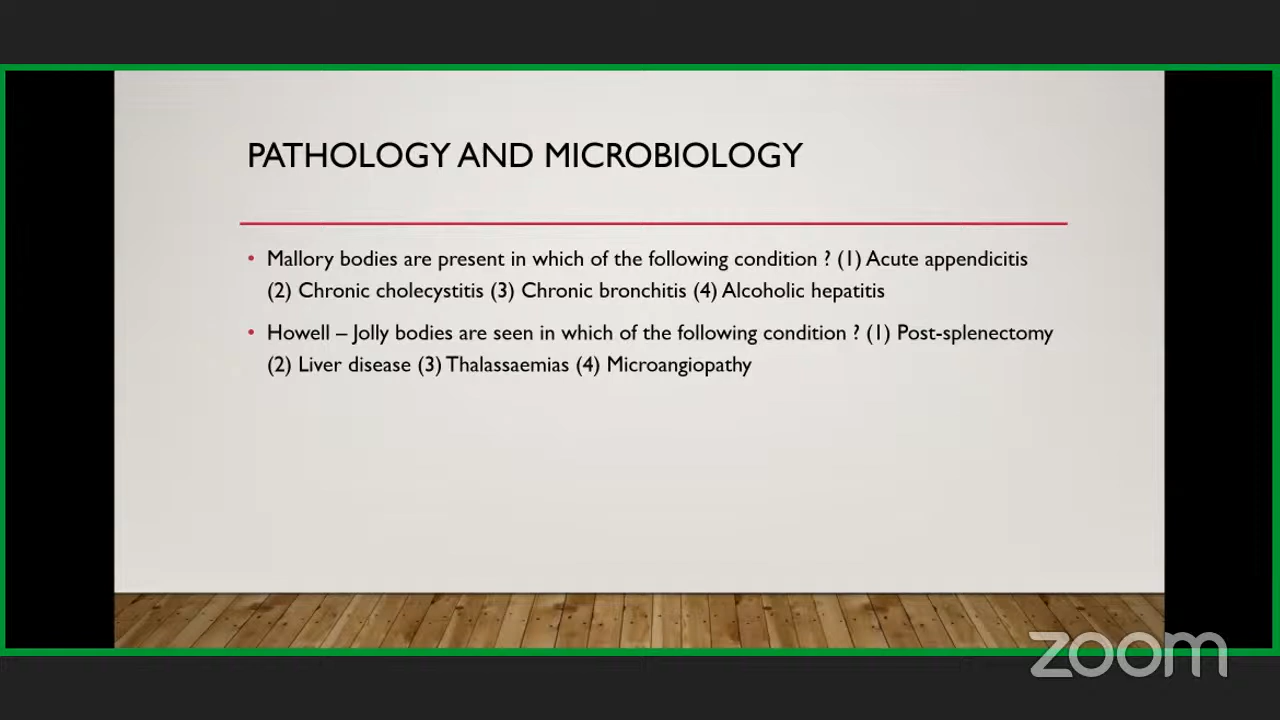 PATHOLOGY AND MICROBIOLOGY
• Mallory bodies are present in which of the following condition ? (1) Acute appendicitis
(2) Chronic cholecystitis (3) Chronic bronchitis (4) Alcoholic hepatitis
• Howell – Jolly bodies are seen in which of the following condition ? (1) Post-splenectomy
(2) Liver disease (3) Thalassaemias (4) Microangiopathy
zoom